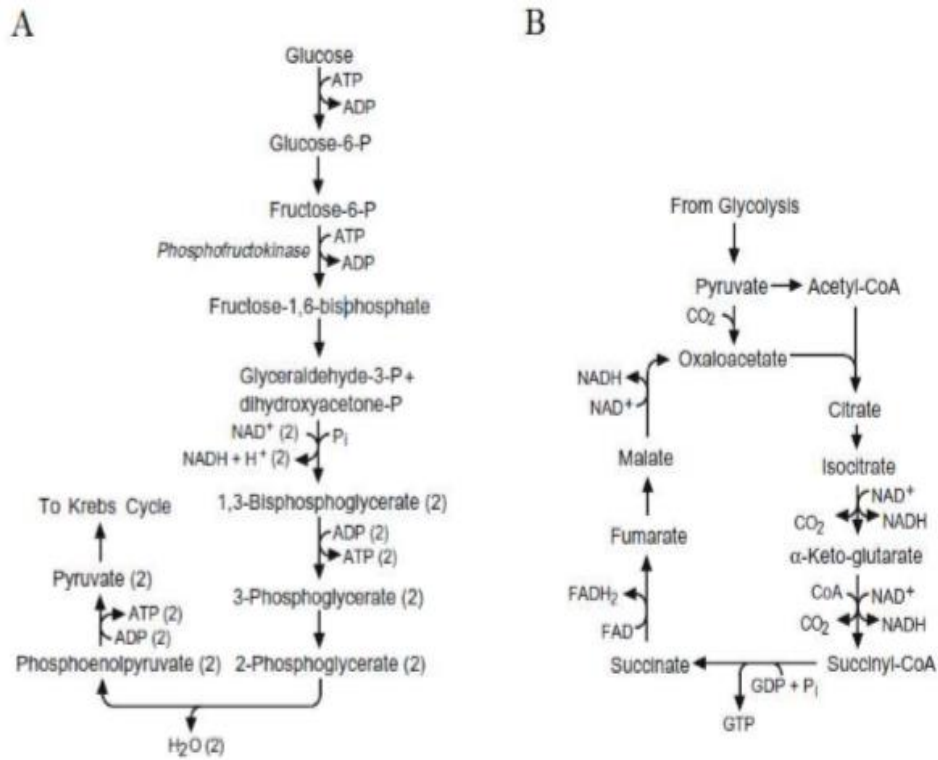 A
Glucose
ATP
ADP
Glucose-6-P
Fructose-6-P
Phosphofructokinase
ATP
ADP
Fructose-1,6-bisphosphate
Glyceraldehyde-3-P+
dihydroxyacetone-P
NAD+ (2)
Pi
NADH + H+ (2)
1,3-Bisphosphoglycerate (2)
ADP (2)
ATP (2)
3-Phosphoglycerate (2)
2-Phosphoglycerate (2)
H2O (2)
Phosphoenolpyruvate (2)
ADP (2)
ATP (2)
Pyruvate (2)
To Krebs Cycle
B
From Glycolysis
Pyruvate
Acetyl-CoA
CO2
Oxaloacetate
Citrate
Isocitrate
NAD+
CO2
NADH
α-Keto-glutarate
CoA
NAD+
CO2
NADH
Succinyl-CoA
GDP + Pi
GTP
Succinate
FAD
FADH2
Fumarate
Malate
NAD+
NADH